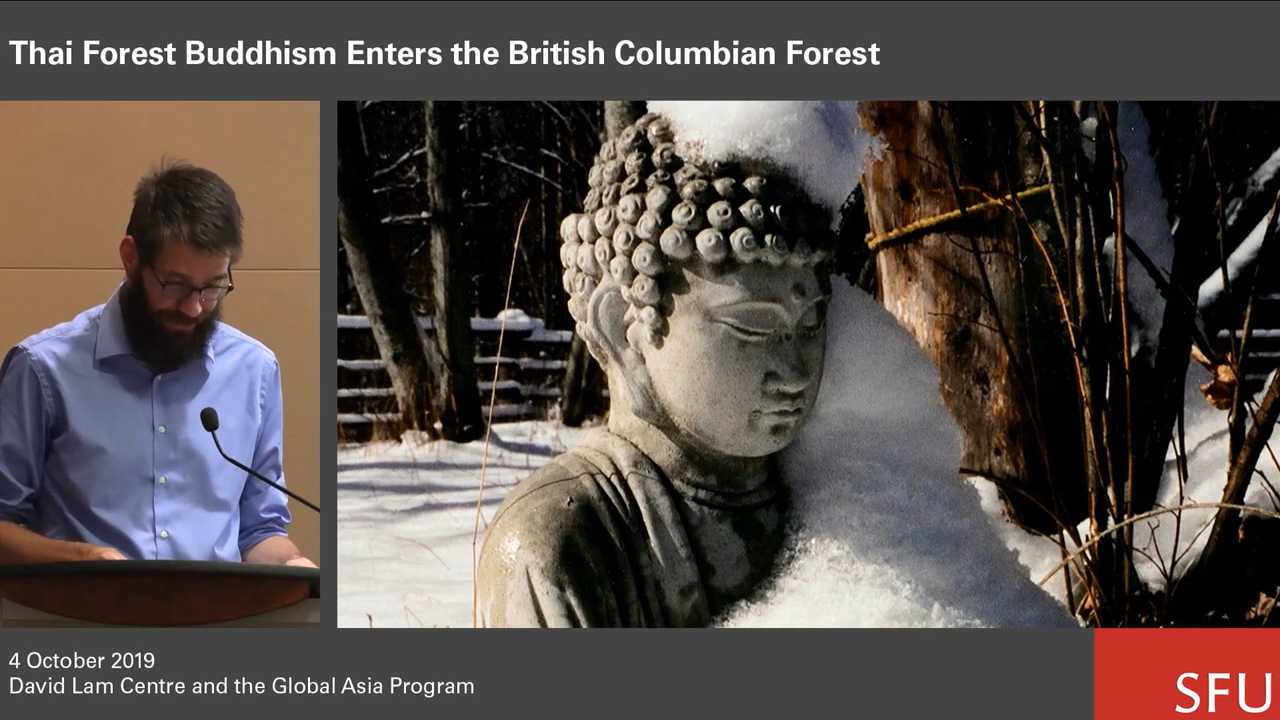 Thai Forest Buddhism Enters the British Columbian Forest
4 October 2019
David Lam Centre and the Global Asia Program
SFU